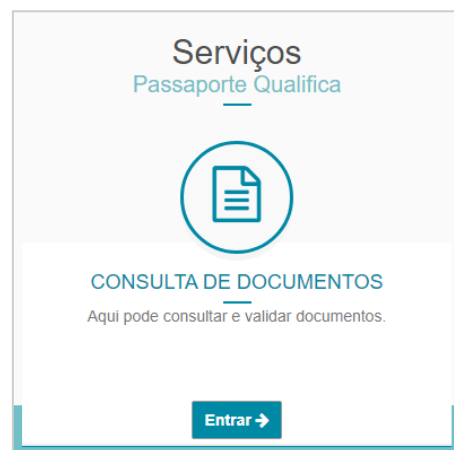 Serviços
Passaporte Qualifica
CONSULTA DE DOCUMENTOS
Aqui pode consultar e validar documentos.
Entrar